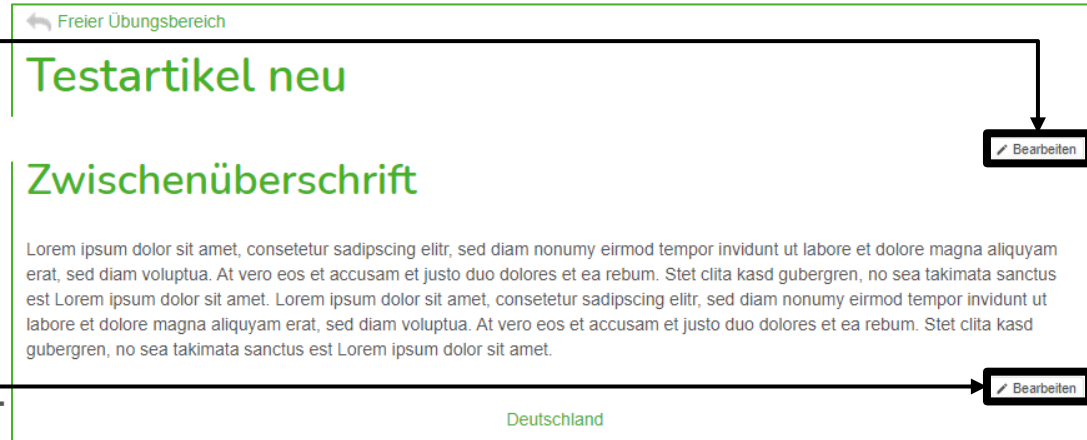 Freier Übungsbereich
Testartikel neu
Bearbeiten
Zwischenüberschrift
Lorem ipsum dolor sit amet, consetetur sadipscing elitr, sed diam nonumy eirmod tempor invidunt ut labore et dolore magna aliquyam
erat, sed diam voluptua. At vero eos et accusam et justo duo dolores et ea rebum. Stet clita kasd gubergren, no sea takimata sanctus
est Lorem ipsum dolor sit amet. Lorem ipsum dolor sit amet, consetetur sadipscing elitr, sed diam nonumy eirmod tempor invidunt ut
labore et dolore magna aliquyam erat, sed diam voluptua. At vero eos et accusam et justo duo dolores et ea rebum. Stet clita kasd
gubergren, no sea takimata sanctus est Lorem ipsum dolor sit amet.
Bearbeiten
Deutschland